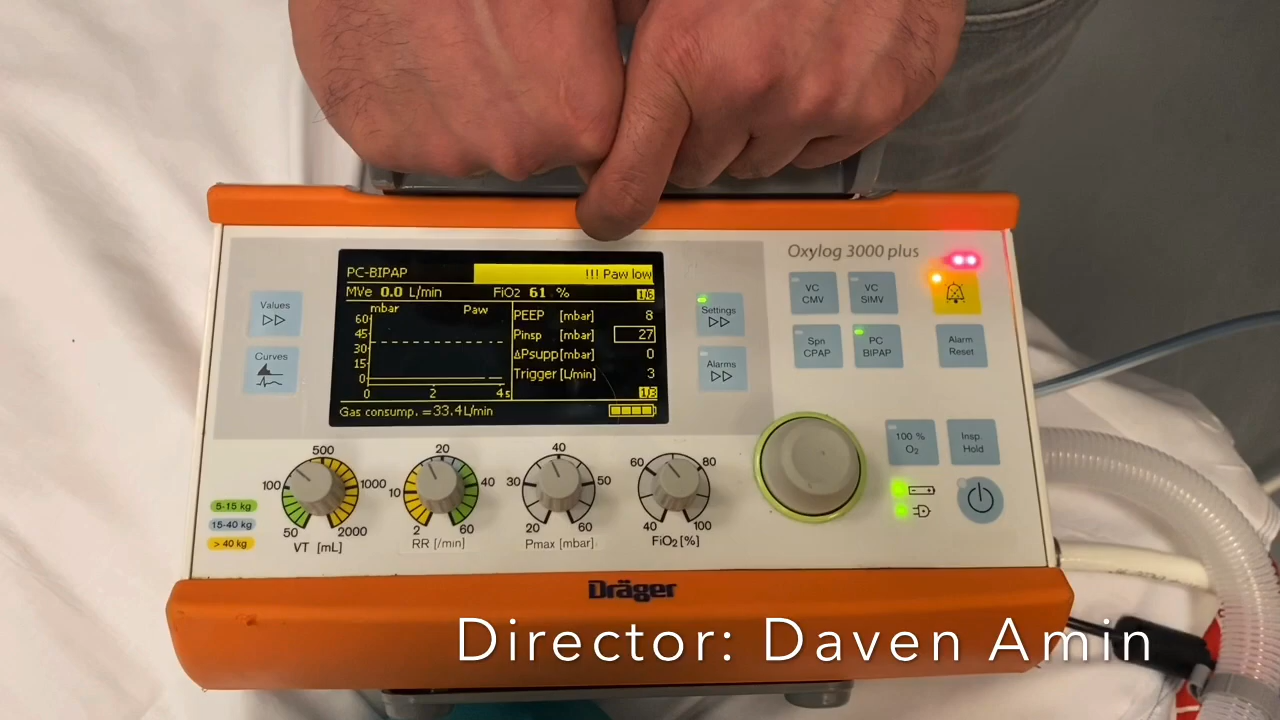 Oxylog 3000 plus
PC-BIPAP
!!! Paw low
MVe 0.0 L/min FiO2 61 % 1/6
mbar Paw
60
45
30
15
0
0 2 4s
PEEP [mbar] 8
Pinsp [mbar] 27
ΔPsupp [mbar] 0
Trigger [L/min] 3
1/3
Gas consump. =33.4L/min
Values
Curves
Settings
Alarms
VC
CMV
VC
SIMV
Spn
CPAP
PC
BIPAP
Alarm
Reset
100 %
O2
Insp.
Hold
5-15 kg
15-40 kg
> 40 kg
50 100 500 1000 2000
VT [mL]
2 10 20 40 60
RR [/min]
20 30 40 50 60
Pmax [mbar]
40 60 80 100
FiO2 [%]
Dräger
Director: Daven Amin